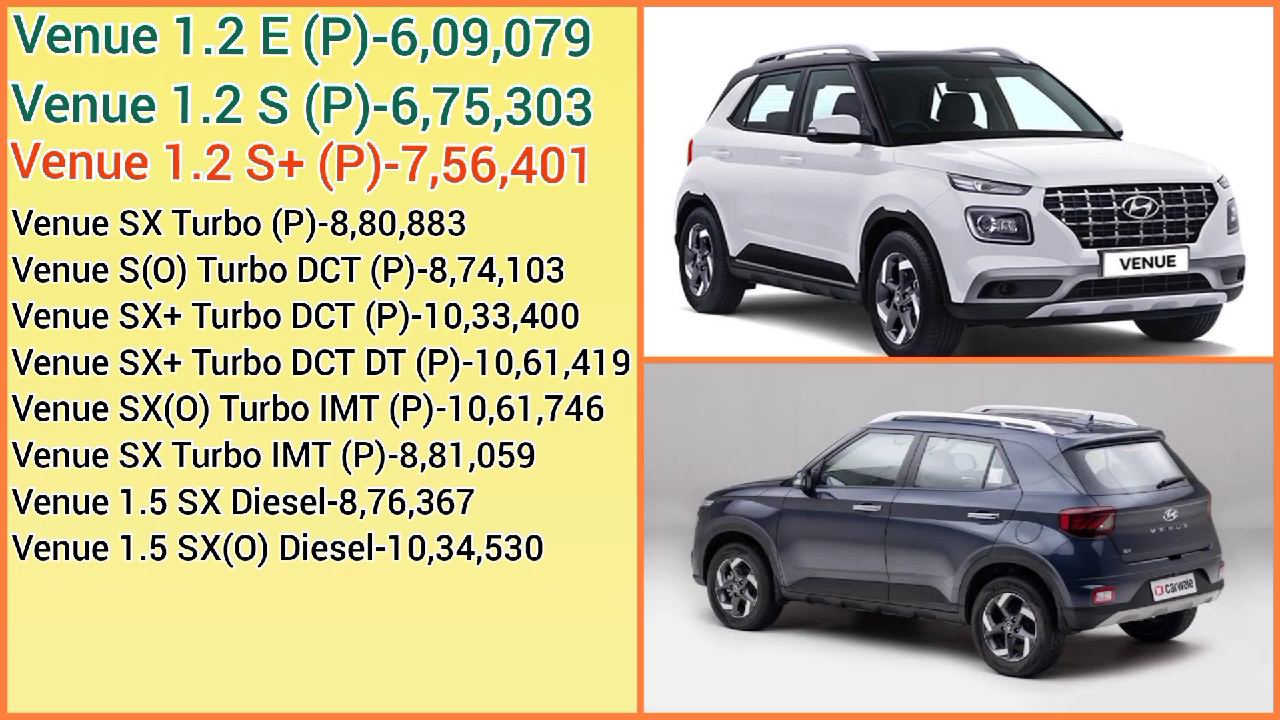 Venue 1.2 E (P)-6,09,079
Venue 1.2 S (P)-6,75,303
Venue 1.2 S+ (P)-7,56,401
Venue SX Turbo (P)-8,80,883
Venue S(O) Turbo DCT (P)-8,74,103
Venue SX+ Turbo DCT (P)-10,33,400
Venue SX+ Turbo DCT DT (P)-10,61,419
Venue SX(O) Turbo IMT (P)-10,61,746
Venue SX Turbo IMT (P)-8,81,059
Venue 1.5 SX Diesel-8,76,367
Venue 1.5 SX(O) Diesel-10,34,530
VENUE
VENUE
carwale